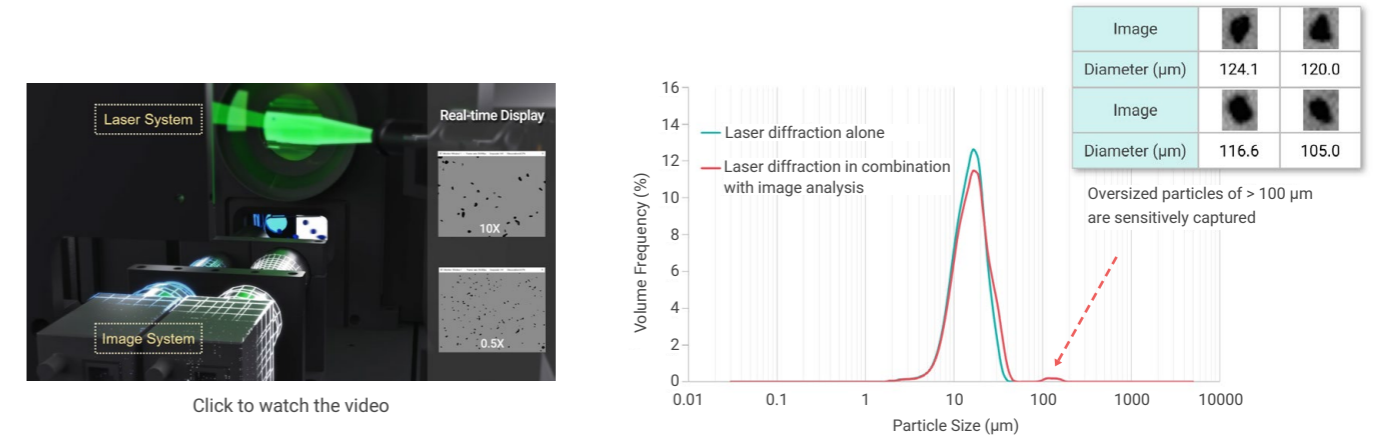 Laser System
Real-time Display
10X
0.5X
Image System
Click to watch the video
Image
Diameter (μm) 124.1 120.0
Image
Diameter (μm) 116.6 105.0
Oversized particles of > 100 μm
are sensitively captured
Laser diffraction alone
Laser diffraction in combination
with image analysis
Volume Frequency (%)
16
14
12
10
8
6
4
2
0
0.01 0.1 1 10 100 1000 10000
Particle Size (μm)